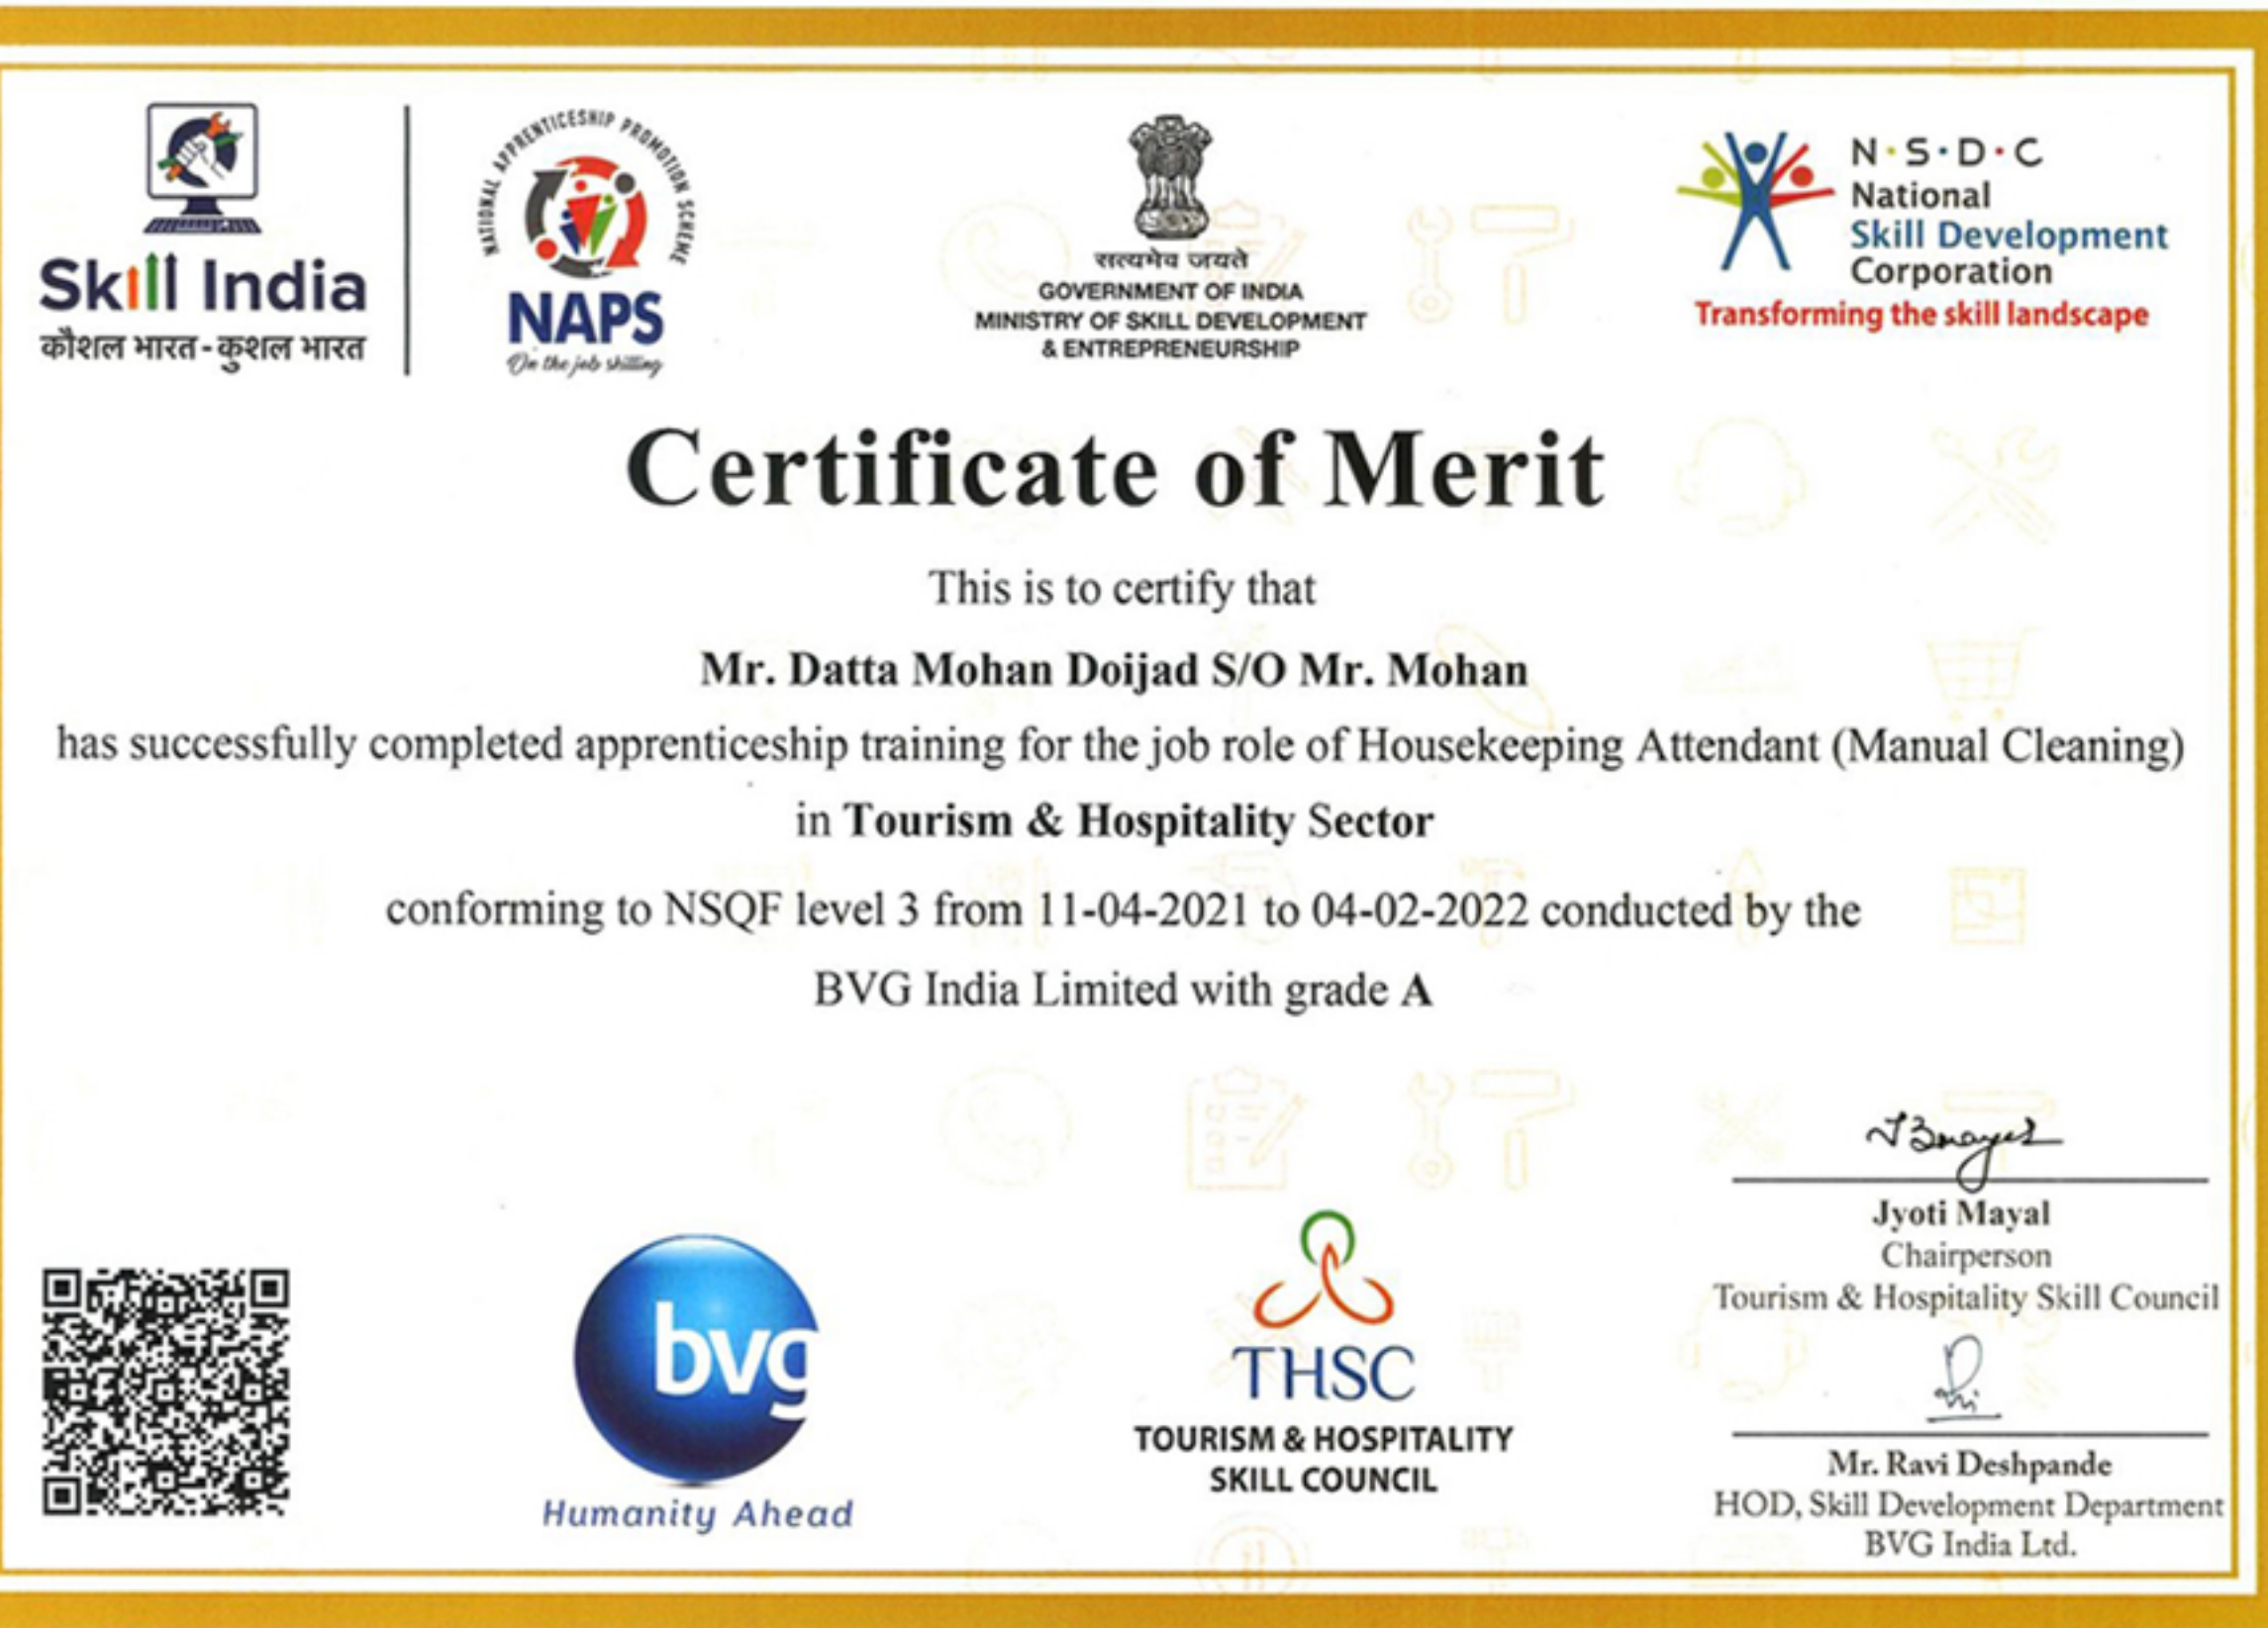 Skill India
कौशल भारत - कुशल भारत
NATIONAL APPRENTICESHIP PROMOTION SCHEME
NAPS
On the job skilling
सत्यमेव जयते
GOVERNMENT OF INDIA
MINISTRY OF SKILL DEVELOPMENT
& ENTREPRENEURSHIP
N·S·D·C
National
Skill Development
Corporation
Transforming the skill landscape
Certificate of Merit
This is to certify that
Mr. Datta Mohan Doijad S/O Mr. Mohan
has successfully completed apprenticeship training for the job role of Housekeeping Attendant (Manual Cleaning)
in Tourism & Hospitality Sector
conforming to NSQF level 3 from 11-04-2021 to 04-02-2022 conducted by the
BVG India Limited with grade A
bvg
Humanity Ahead
THSC
TOURISM & HOSPITALITY
SKILL COUNCIL
Jyoti Mayal
Chairperson
Tourism & Hospitality Skill Council
Mr. Ravi Deshpande
HOD, Skill Development Department
BVG India Ltd.